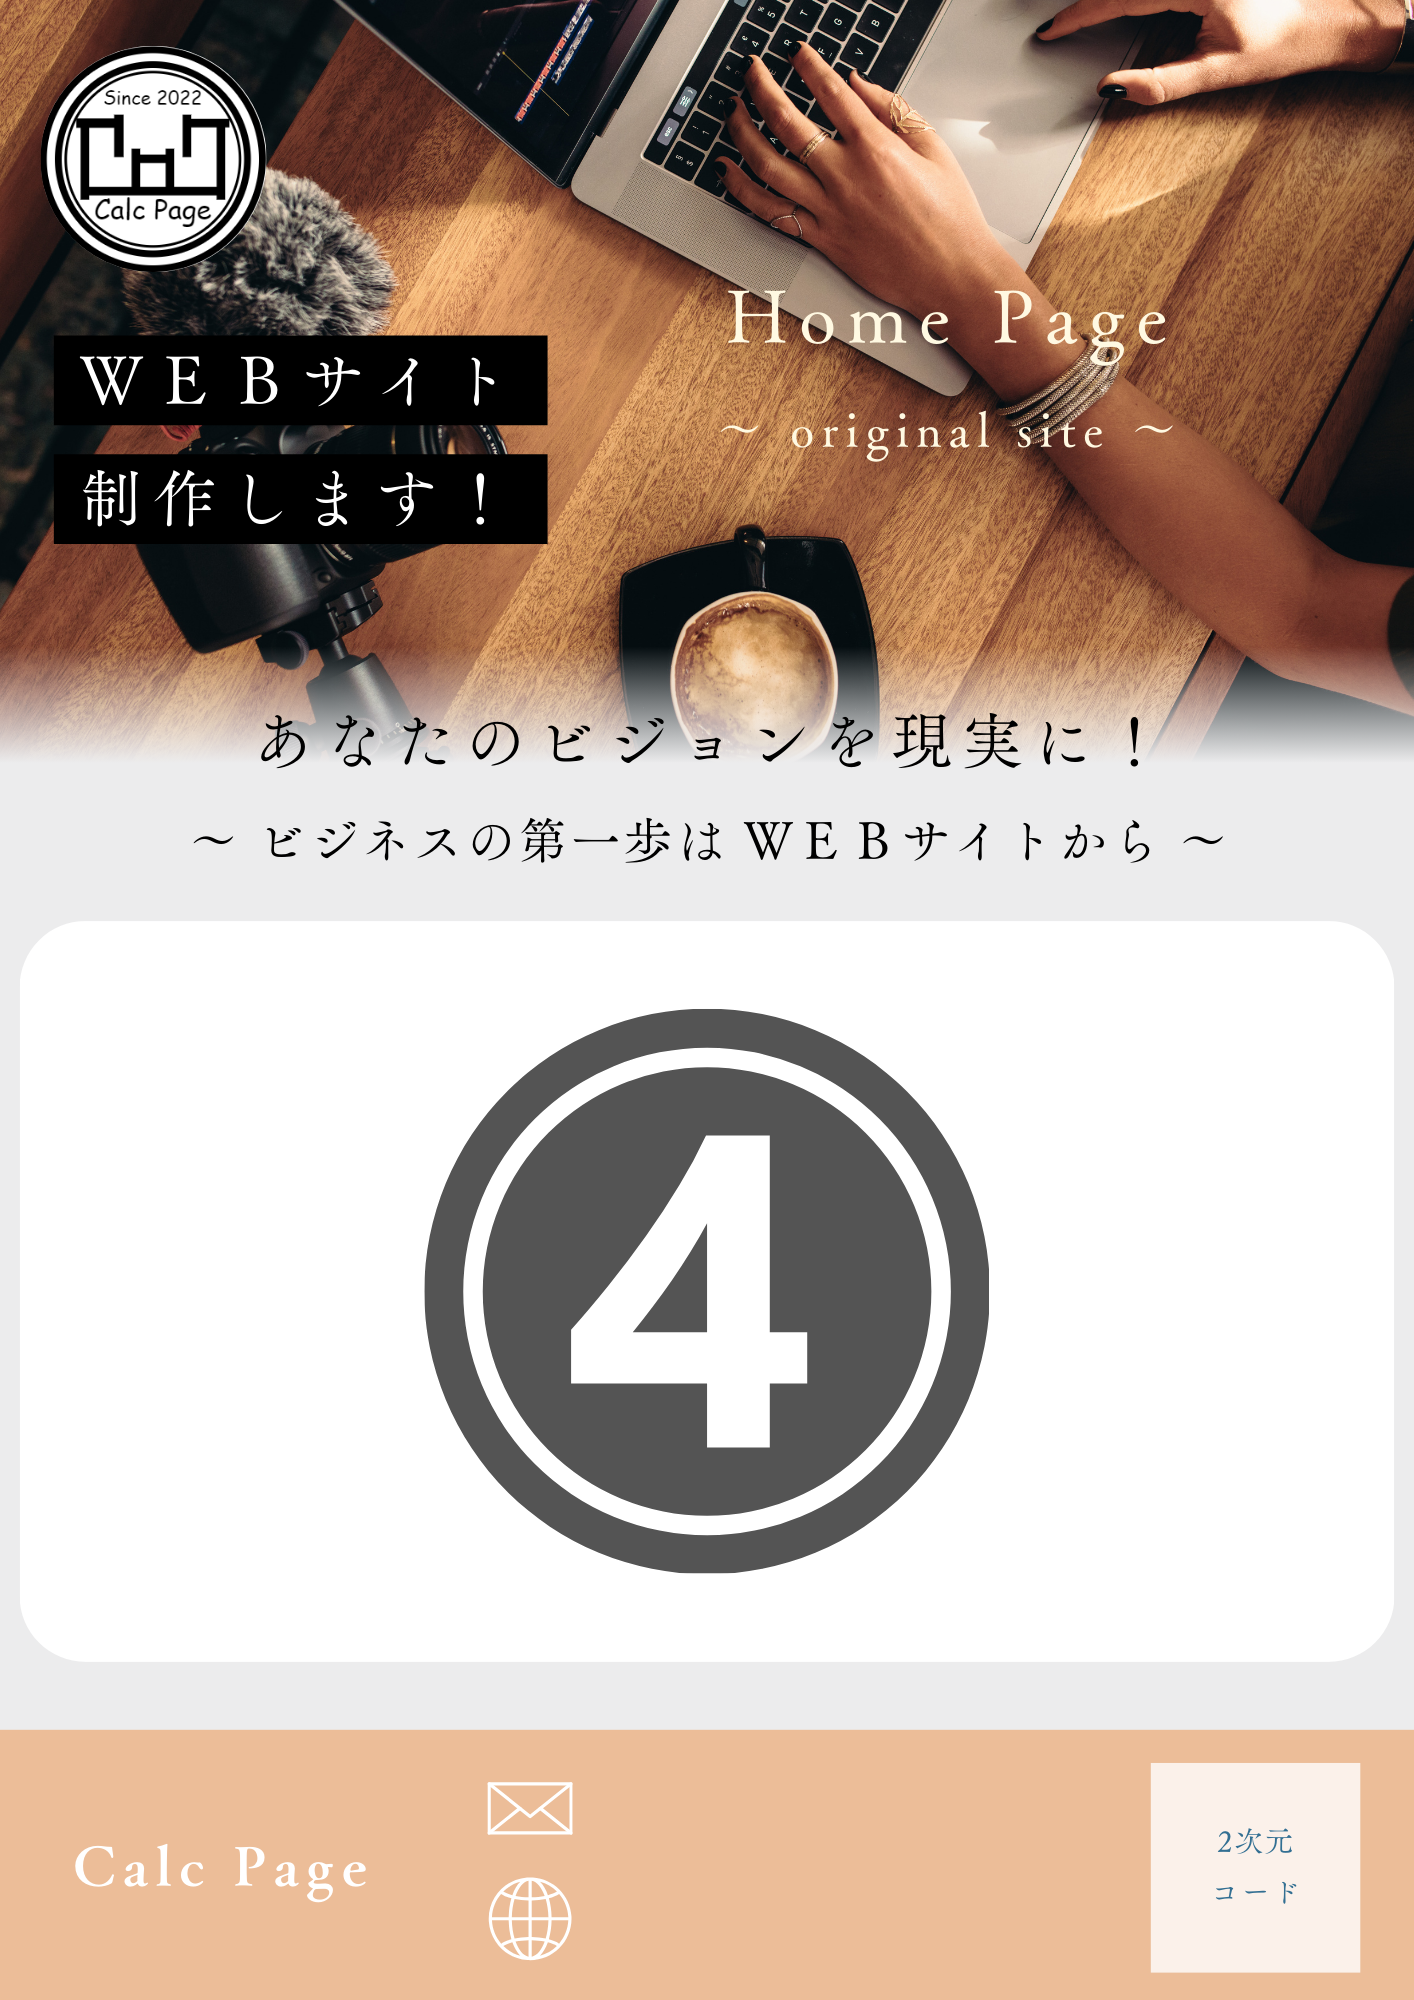 Since 2022
Calc Page
WEBサイト
制作します！
Home Page
〜 original site 〜
あなたのビジョンを現実に！
〜 ビジネスの第一歩はWEBサイトから 〜
4
Calc Page
2次元
コード